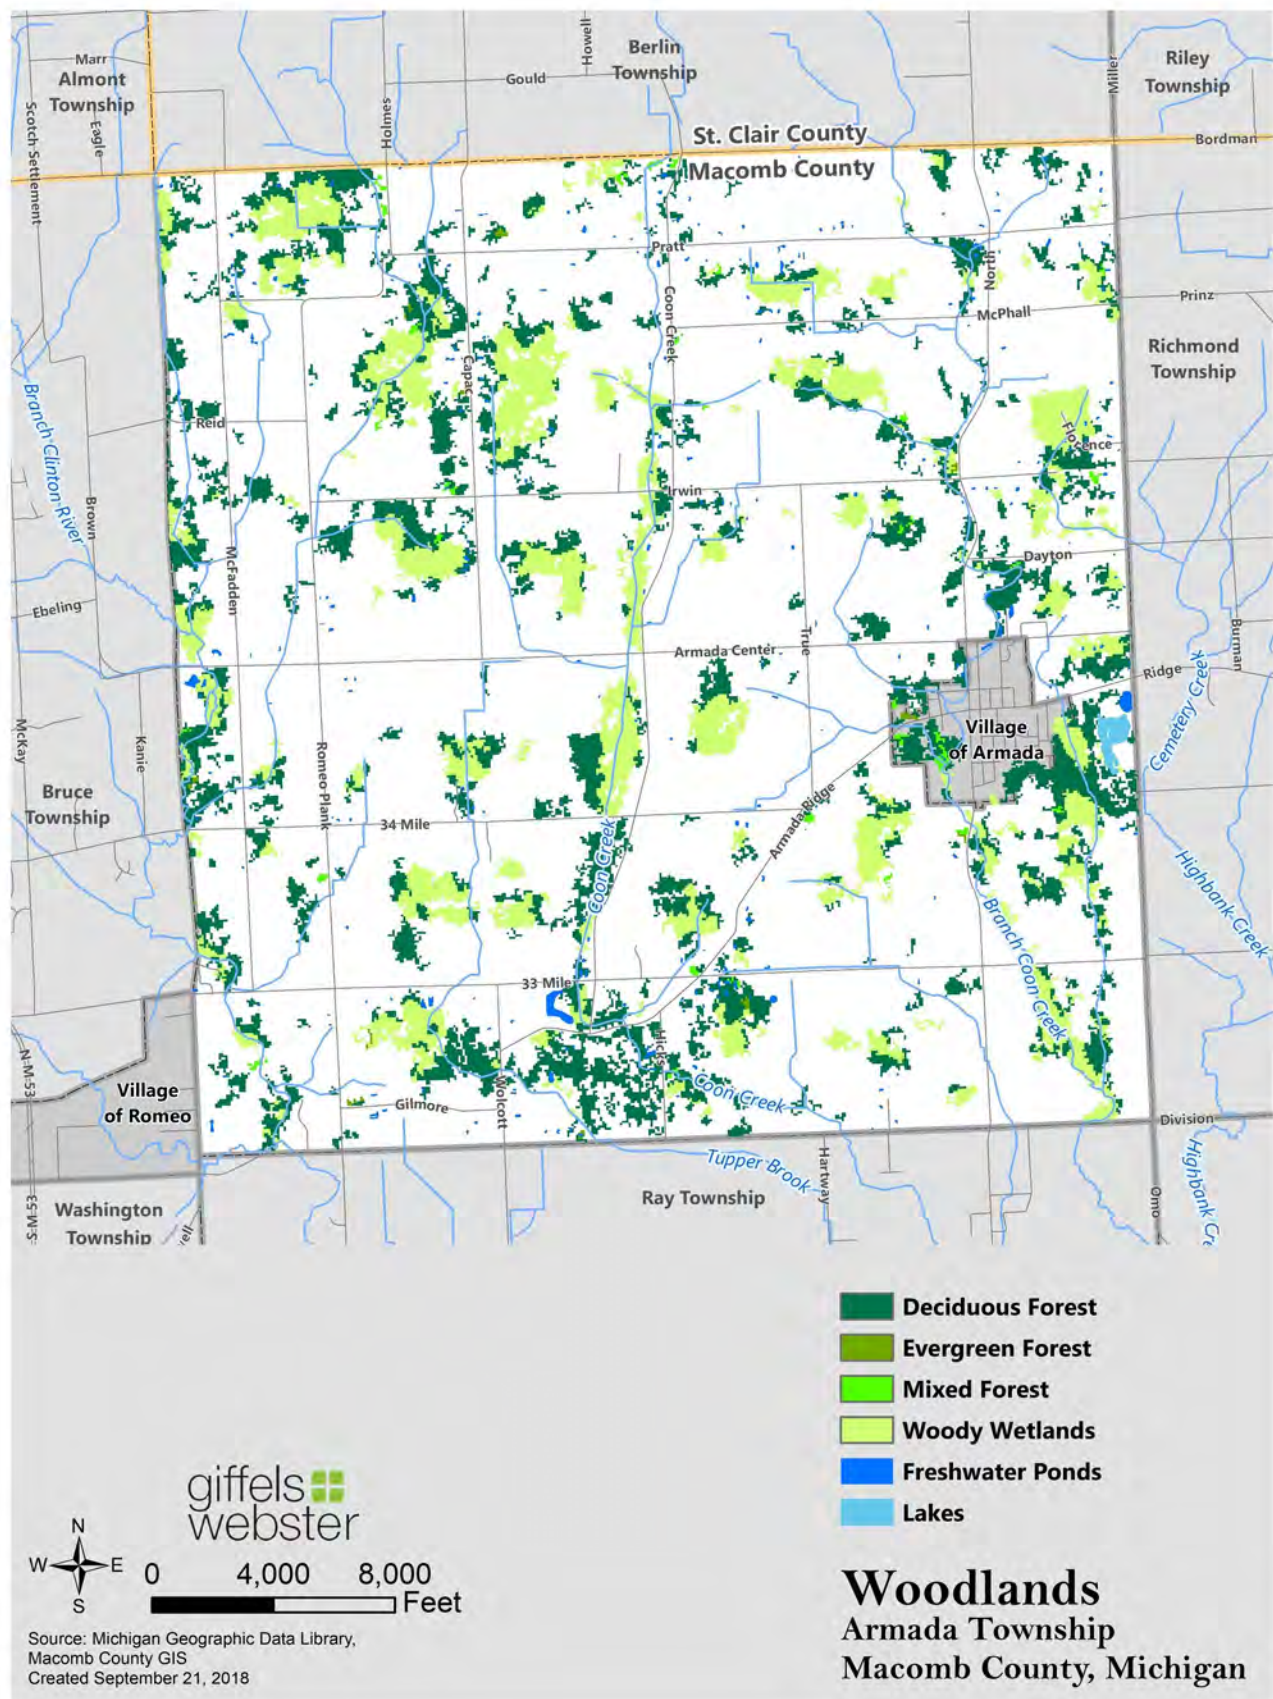 Marr
Almont
Township
Eagle
Scotch Settlement
Holmes
Gould
Howell
Berlin
Township
Miller
Riley
Township
Bordman
St. Clair County
Macomb County
Pratt
North
Coon Creek
McPhall
Prinz
Richmond
Township
Capac
Reid
Florence
Branch Clinton River
Brown
Irwin
McFadden
Dayton
Ebeling
Armada Center
True
Burman
Ridge
Cemetery Creek
McKay
Kanie
Romeo Plank
Village
of Armada
Bruce
Township
34 Mile
Armada Ridge
Coon Creek
Highbank Creek
Branch Coon Creek
33 Mile
Hicks
N-M-53
Village
of Romeo
Wolcott
Gilmore
Coon Creek
Division
Tupper Brook
Hartway
Highbank Cre
Omo
Ray Township
S-M-53
Washington
Township
ell
Deciduous Forest
Evergreen Forest
Mixed Forest
Woody Wetlands
Freshwater Ponds
Lakes
giffels
webster
N
W E
S
0 4,000 8,000
Feet
Source: Michigan Geographic Data Library,
Macomb County GIS
Created September 21, 2018
Woodlands
Armada Township
Macomb County, Michigan